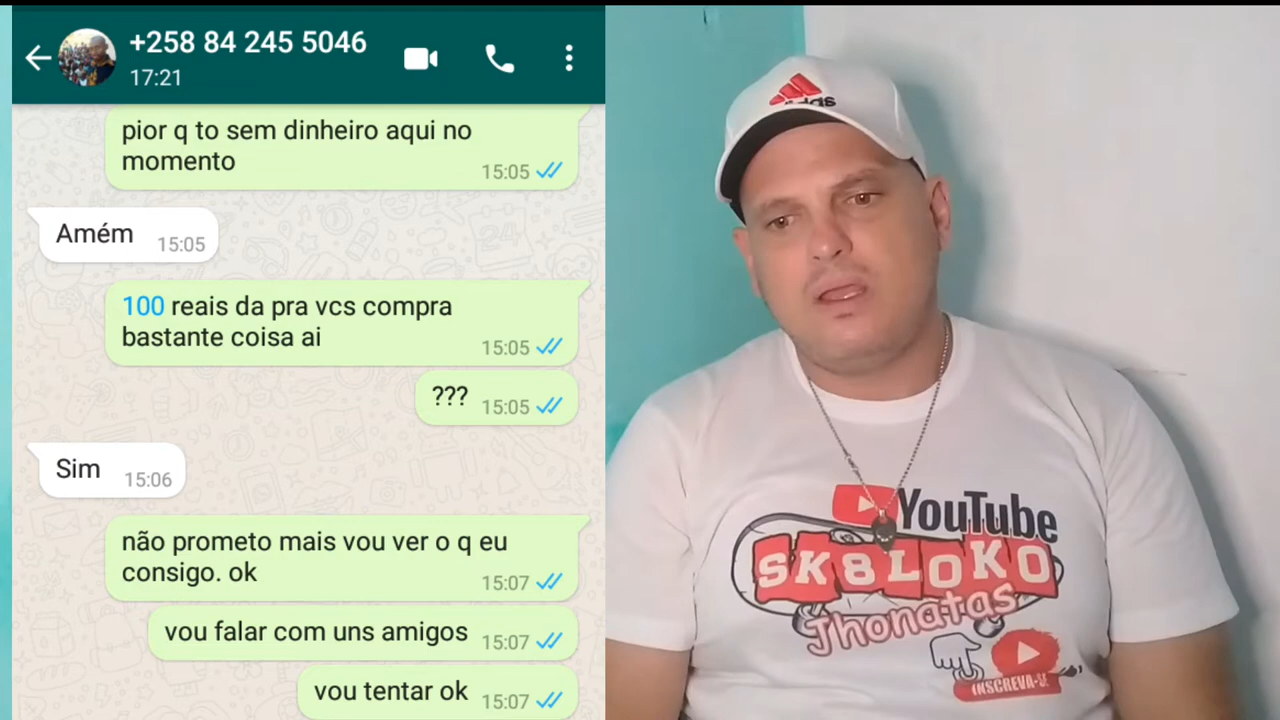 +258 84 245 5046
17:21
pior q to sem dinheiro aqui no
momento
15:05
Amém
15:05
100 reais da pra vcs compra
bastante coisa ai
15:05
???
15:05
Sim
15:06
não prometo mais vou ver o q eu
consigo. ok
15:07
vou falar com uns amigos
15:07
vou tentar ok
15:07
adidas
YouTube
SK8LOKO
Jhonatas
INSCREVA-SE